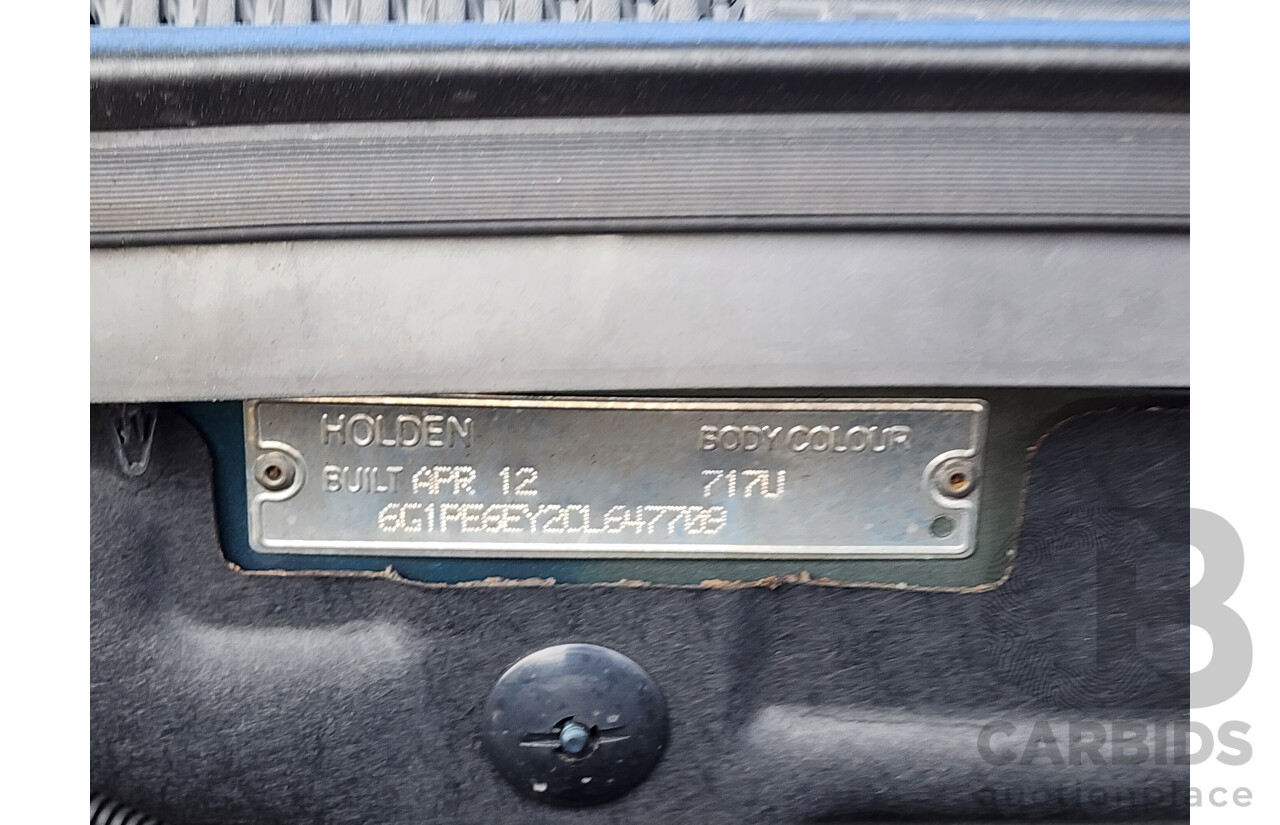 HOLDEN BODY COLOUR
BUILT APR 12 717U
6G1PE6EY2CL647709
CARBIDS
auctionplace